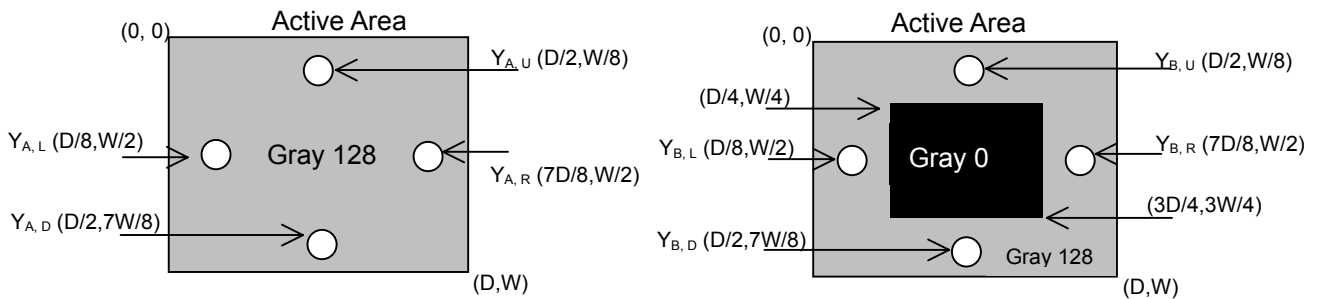 Active Area
(0, 0)
Y_A, U (D/2,W/8)
Y_A, L (D/8,W/2)
Gray 128
Y_A, R (7D/8,W/2)
Y_A, D (D/2,7W/8)
(D,W)
Active Area
(0, 0)
Y_B, U (D/2,W/8)
(D/4,W/4)
Y_B, L (D/8,W/2)
Gray 0
Y_B, R (7D/8,W/2)
(3D/4,3W/4)
Y_B, D (D/2,7W/8)
Gray 128
(D,W)